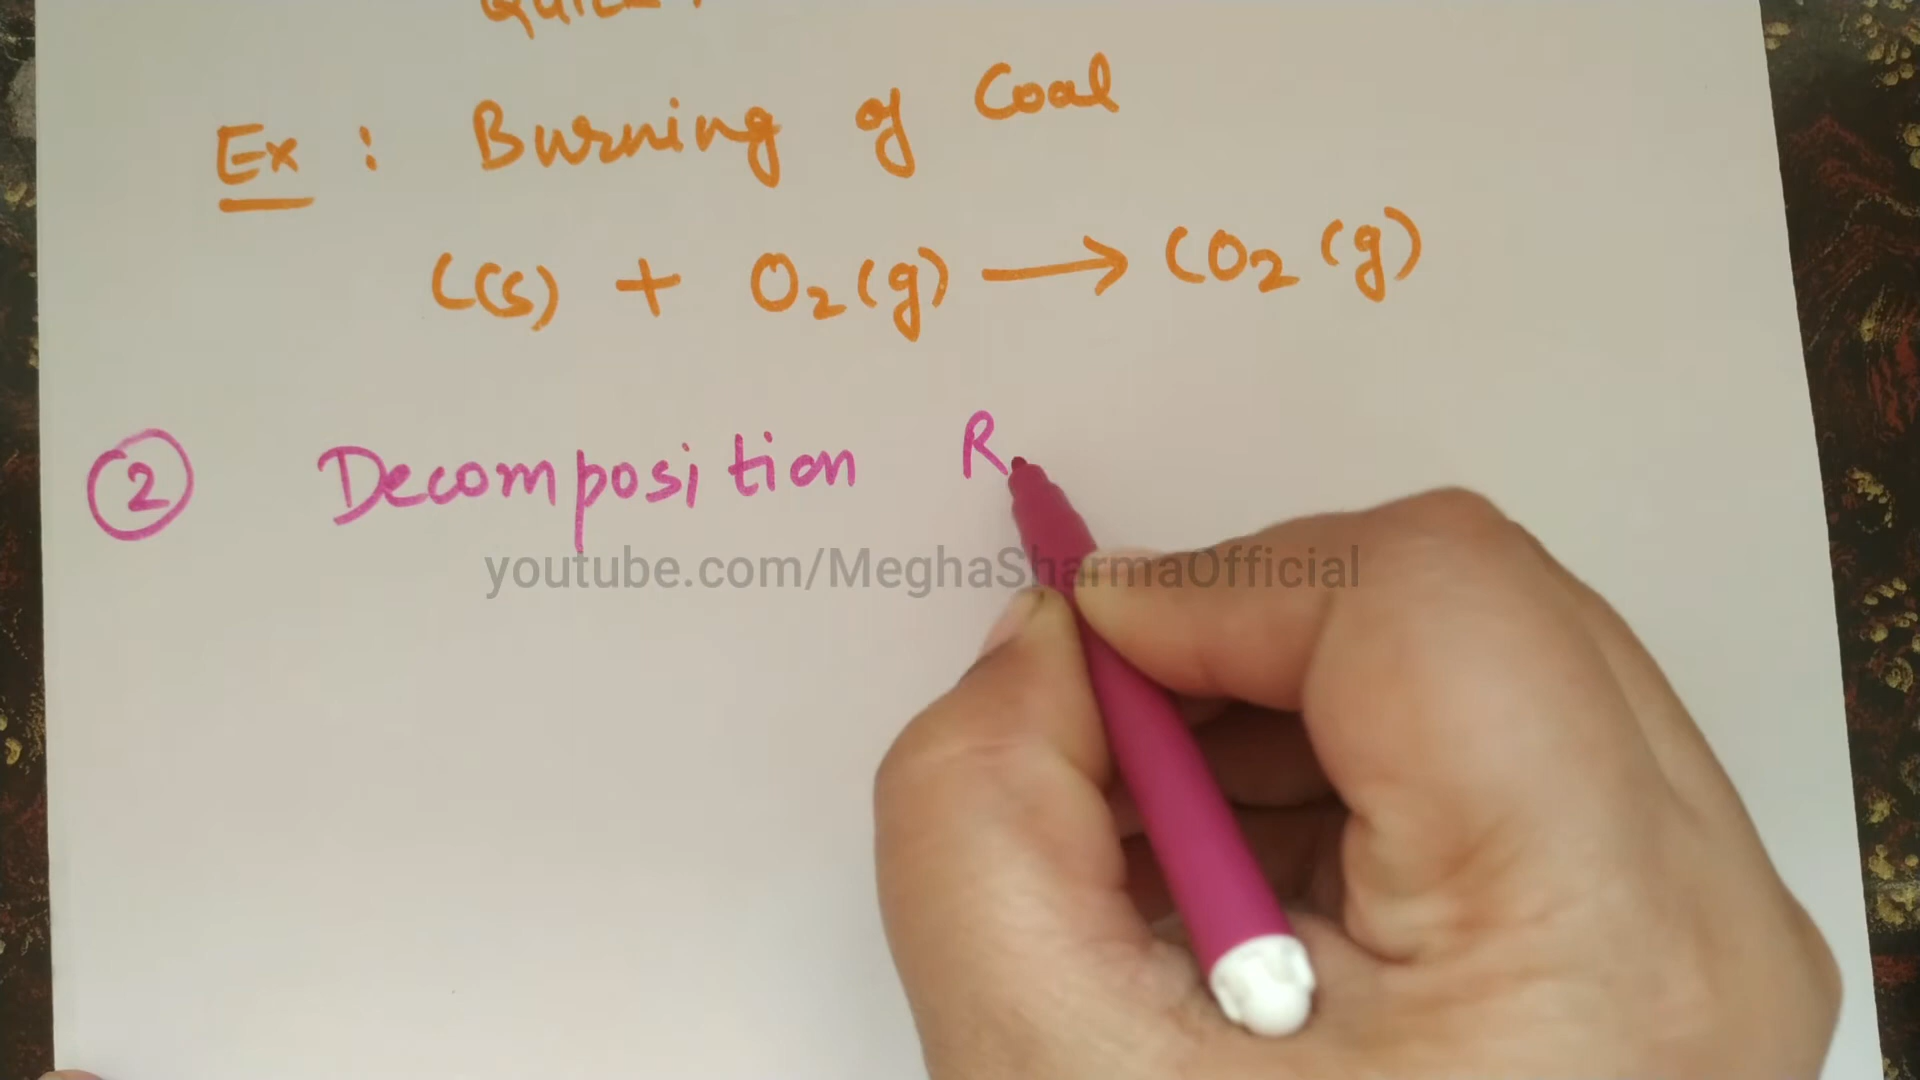 Ex : Burning of Coal
C(s) + O2(g) → CO2(g)
2 Decomposition R
youtube.com/MeghaSharmaOfficial